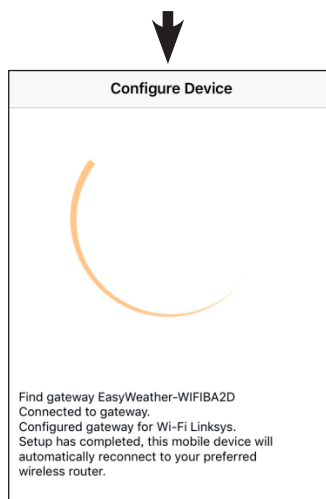 Configure Device
Find gateway EasyWeather-WIFIBA2D
Connected to gateway.
Configured gateway for Wi-Fi Linksys.
Setup has completed, this mobile device will
automatically reconnect to your preferred
wireless router.